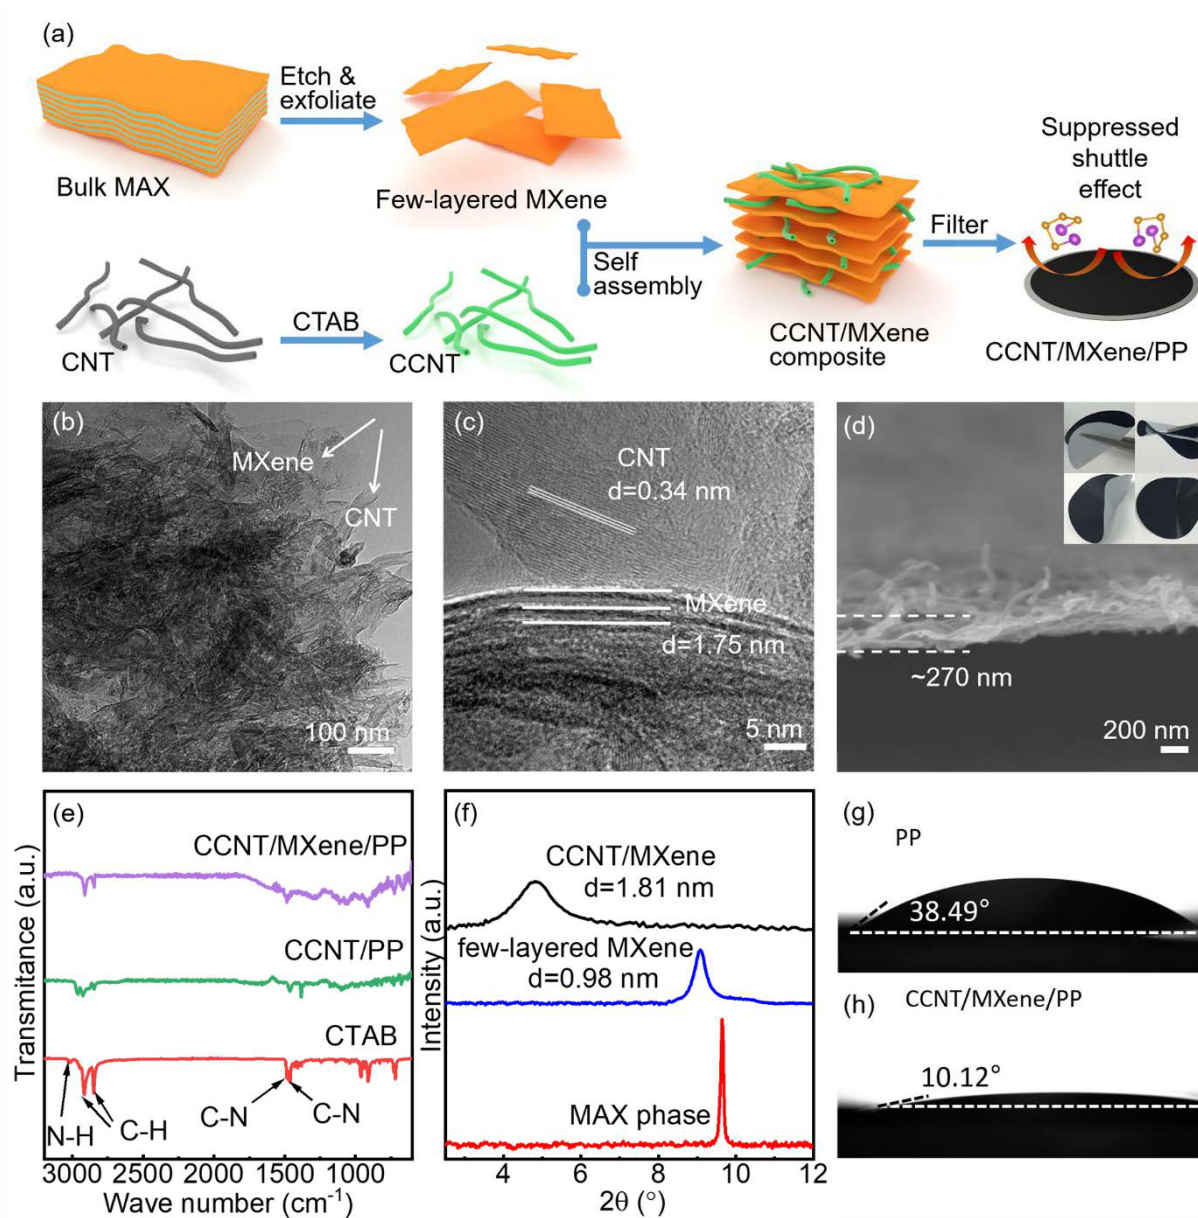 (a)
Etch &
exfoliate
Bulk MAX
Few-layered MXene
CNT
CTAB
CCNT
Self
assembly
CCNT/MXene
composite
Filter
Suppressed
shuttle
effect
CCNT/MXene/PP
(b)
MXene
CNT
100 nm
(c)
CNT
d=0.34 nm
MXene
d=1.75 nm
5 nm
(d)
~270 nm
200 nm
(e)
Transmitance (a.u.)
CCNT/MXene/PP
CCNT/PP
CTAB
N-H
C-H
C-N
C-N
3000 2500 2000 1500 1000
Wave number (cm⁻¹)
(f)
Intensity (a.u.)
CCNT/MXene
d=1.81 nm
few-layered MXene
d=0.98 nm
MAX phase
4 6 8 10 12
2θ (°)
(g)
PP
38.49°
(h)
CCNT/MXene/PP
10.12°